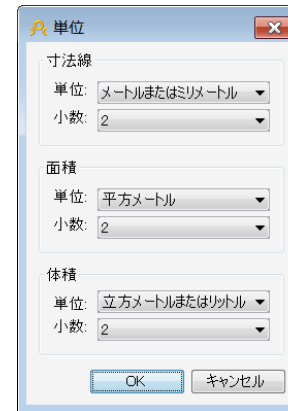 単位
寸法線
単位: メートルまたはミリメートル
小数: 2
面積
単位: 平方メートル
小数: 2
体積
単位: 立方メートルまたはリットル
小数: 2
OK キャンセル